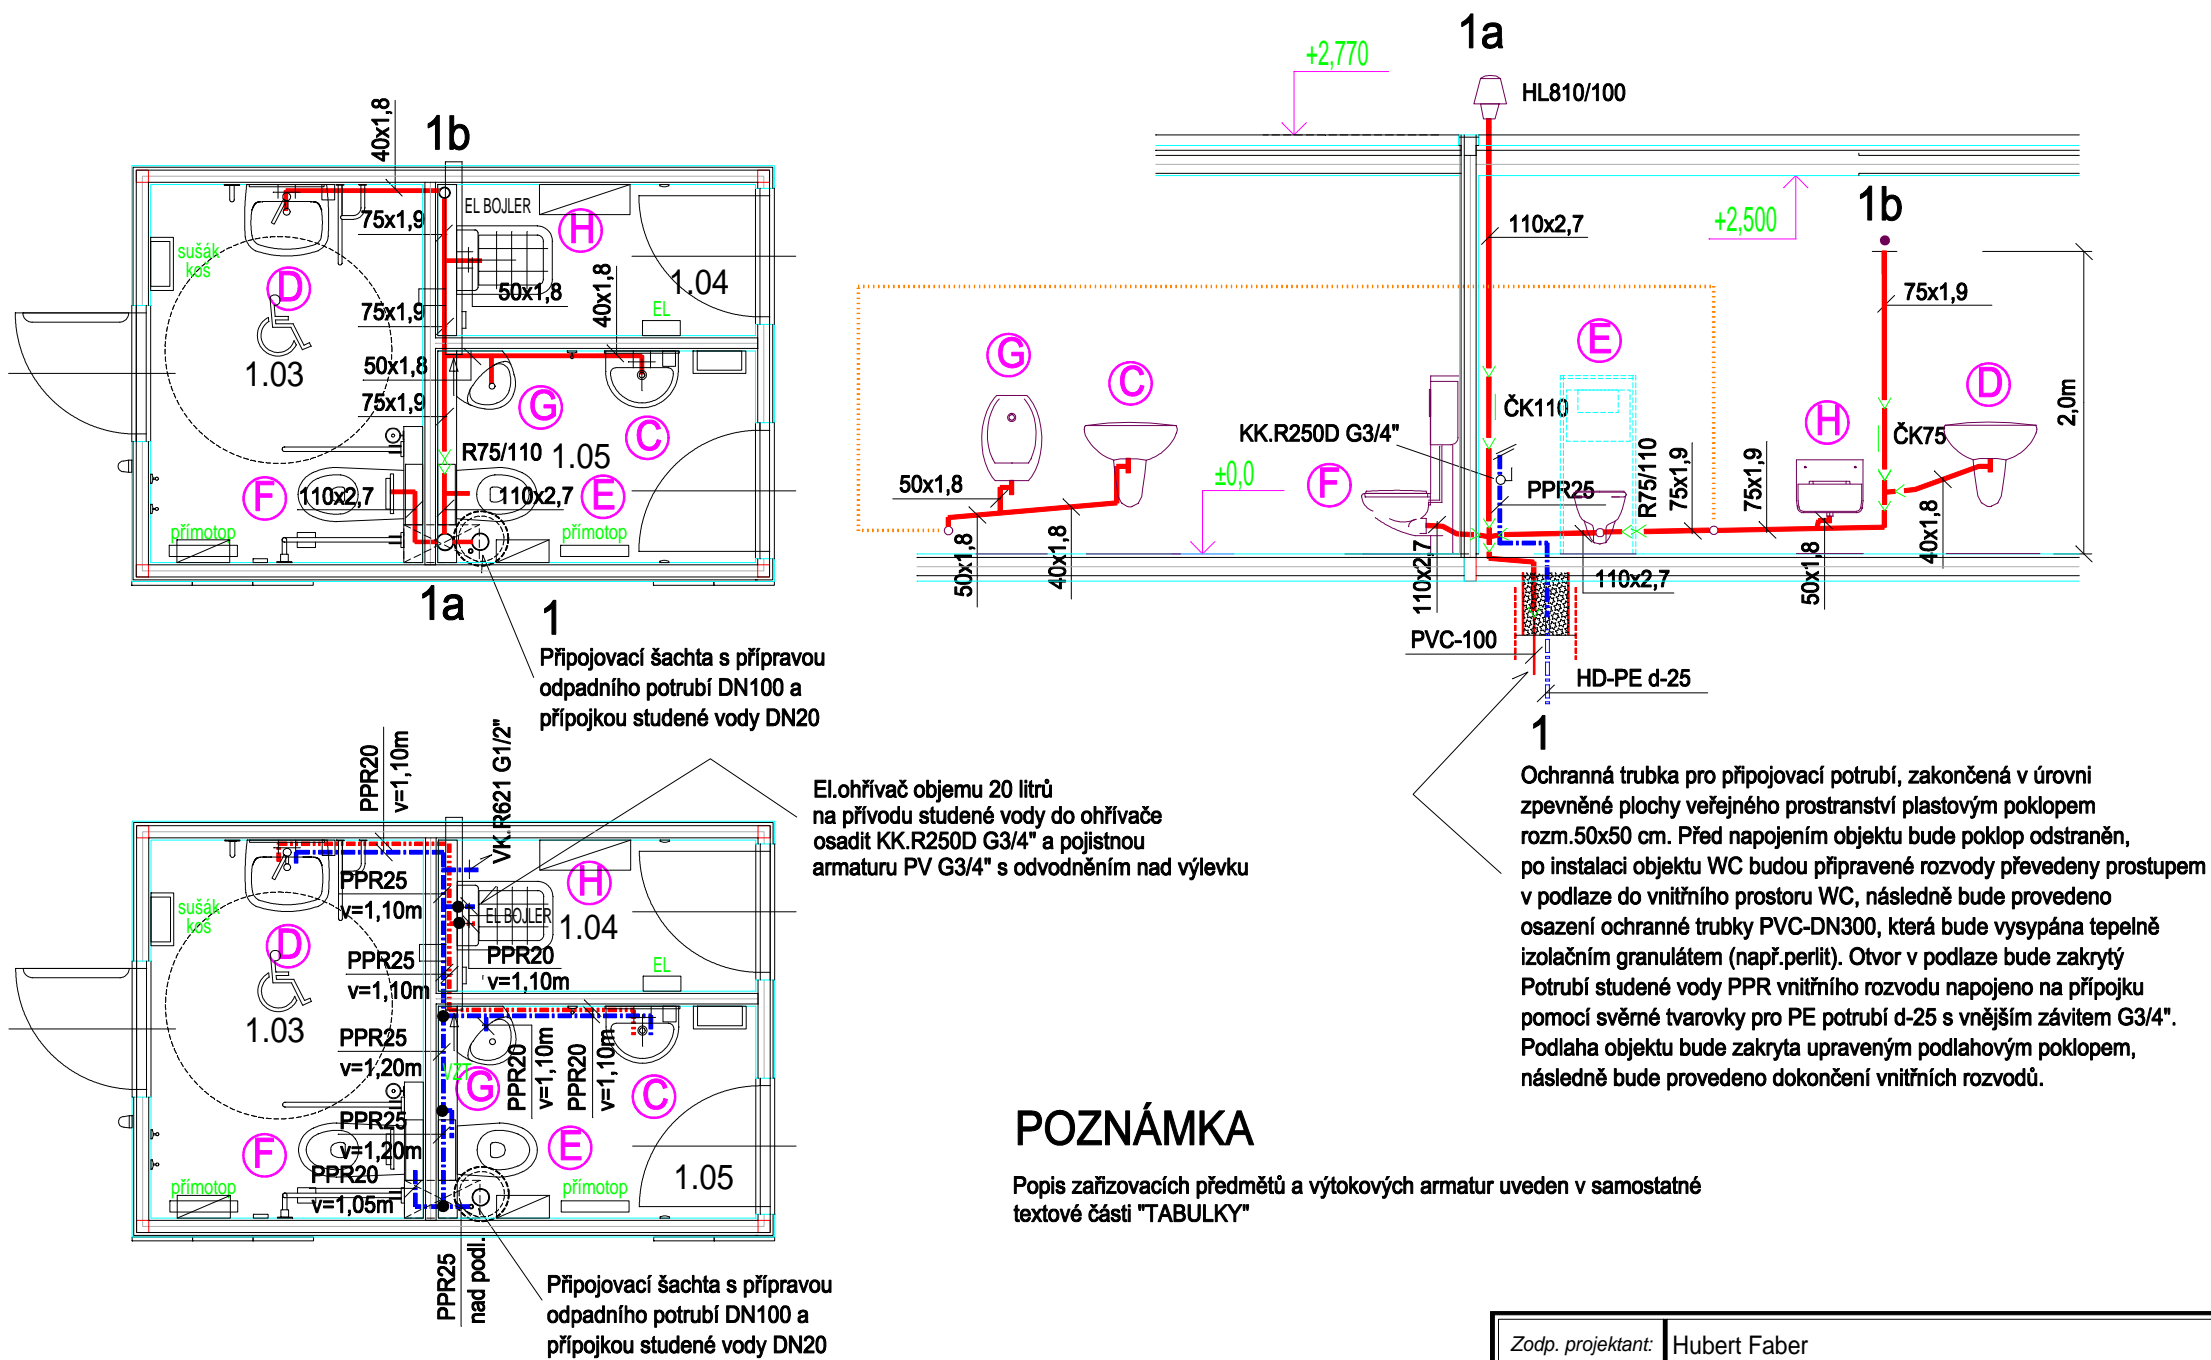 1b
40x1,8
75x1,9
EL BOJLER
H
sušák
koš
D
1.04
50x1,8
40x1,8
EL
75x1,9
1.03
50x1,8
75x1,9
G
C
R75/110
1.05
F
110x2,7
110x2,7
E
přímotop
přímotop
1a
1
Připojovací šachta s přípravou
odpadního potrubí DN100 a
přípojkou studené vody DN20
1a
+2,770
HL810/100
+2,500
1b
110x2,7
75x1,9
G
C
E
D
H
F
2,0m
ČK110
ČK75
KK.R250D G3/4"
±0,0
50x1,8
PPR25
R75/110
75x1,9
75x1,9
50x1,8
40x1,8
110x2,7
110x2,7
50x1,8
40x1,8
PVC-100
HD-PE d-25
1
Ochranná trubka pro připojovací potrubí, zakončená v úrovni
zpevněné plochy veřejného prostranství plastovým poklopem
rozm.50x50 cm. Před napojením objektu bude poklop odstraněn,
po instalaci objektu WC budou připravené rozvody převedeny prostupem
v podlaze do vnitřního prostoru WC, následně bude provedeno
osazení ochranné trubky PVC-DN300, která bude vysypána tepelně
izolačním granulátem (např.perlit). Otvor v podlaze bude zakrytý
Potrubí studené vody PPR vnitřního rozvodu napojeno na přípojku
pomocí svěrné tvarovky pro PE potrubí d-25 s vnějším závitem G3/4".
Podlaha objektu bude zakryta upraveným podlahovým poklopem,
následně bude provedeno dokončení vnitřních rozvodů.
PPR20
v=1,10m
VK.R621 G1/2"
El.ohřívač objemu 20 litrů
na přívodu studené vody do ohřívače
osadit KK.R250D G3/4" a pojistnou
armaturu PV G3/4" s odvodněním nad výlevku
PPR25
v=1,10m
H
sušák
koš
EL BOJLER
1.04
D
PPR25
v=1,10m
PPR20
v=1,10m
EL
1.03
PPR25
v=1,20m
VZT
G
PPR20
v=1,10m
PPR20
v=1,10m
C
PPR25
v=1,20m
F
E
PPR20
v=1,05m
1.05
přímotop
přímotop
PPR25
nad podl.
Připojovací šachta s přípravou
odpadního potrubí DN100 a
přípojkou studené vody DN20
POZNÁMKA
Popis zařizovacích předmětů a výtokových armatur uveden v samostatné
textové části "TABULKY"
Zodp. projektant: Hubert Faber